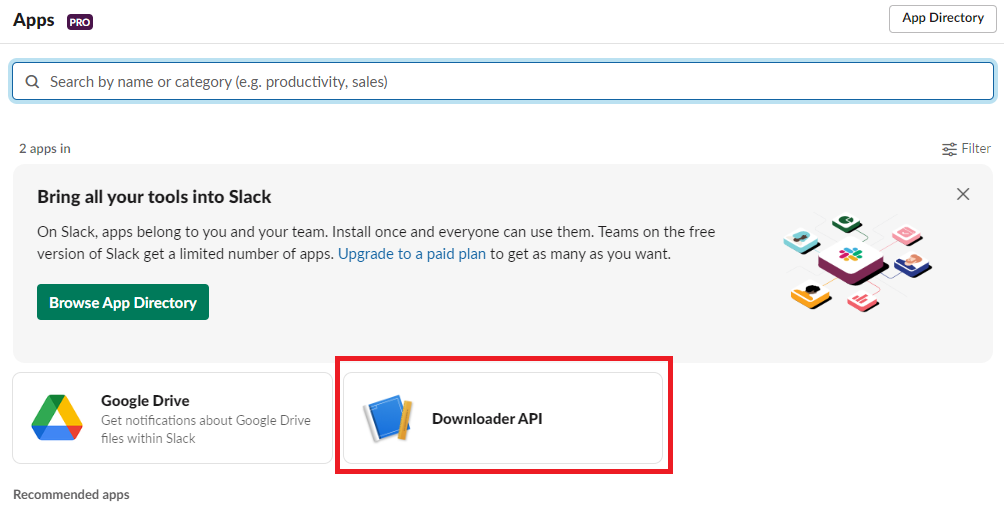 Apps PRO
App Directory
Search by name or category (e.g. productivity, sales)
2 apps in
Filter
Bring all your tools into Slack
On Slack, apps belong to you and your team. Install once and everyone can use them. Teams on the free
version of Slack get a limited number of apps. Upgrade to a paid plan to get as many as you want.
Browse App Directory
Google Drive
Get notifications about Google Drive
files within Slack
Downloader API
Recommended apps